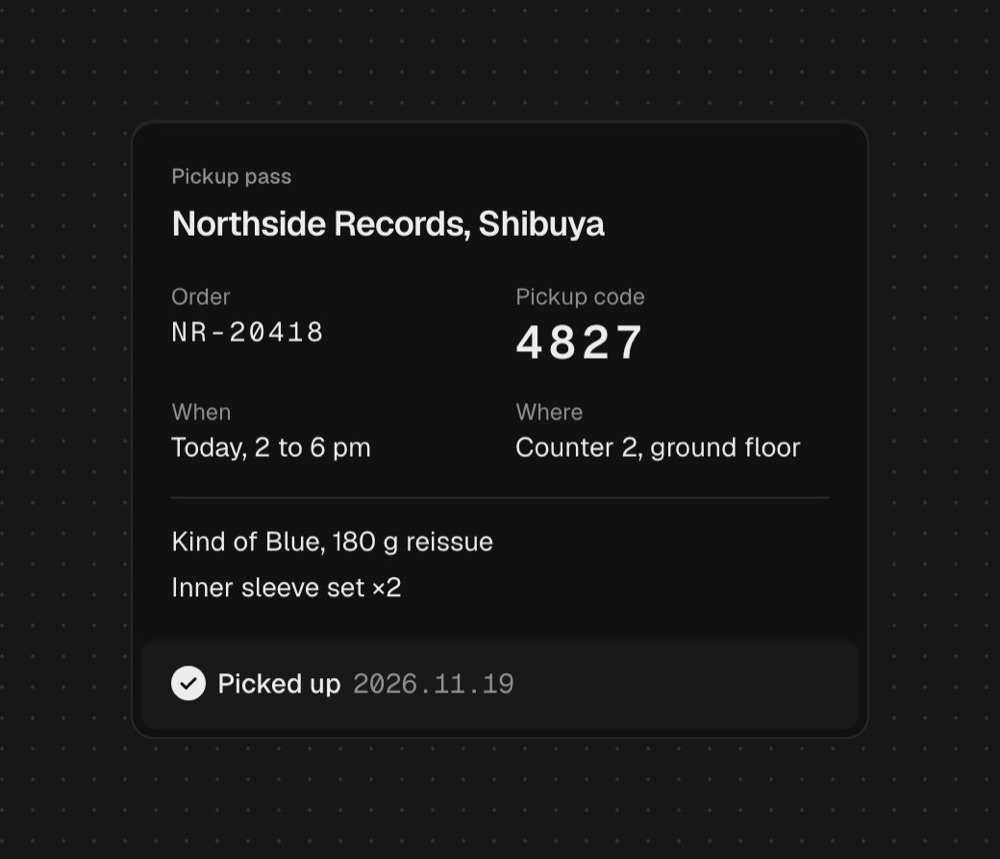 Pickup pass
Northside Records, Shibuya
Order
NR-20418
Pickup code
4827
When
Today, 2 to 6 pm
Where
Counter 2, ground floor
Kind of Blue, 180 g reissue
Inner sleeve set ×2
Picked up 2026.11.19